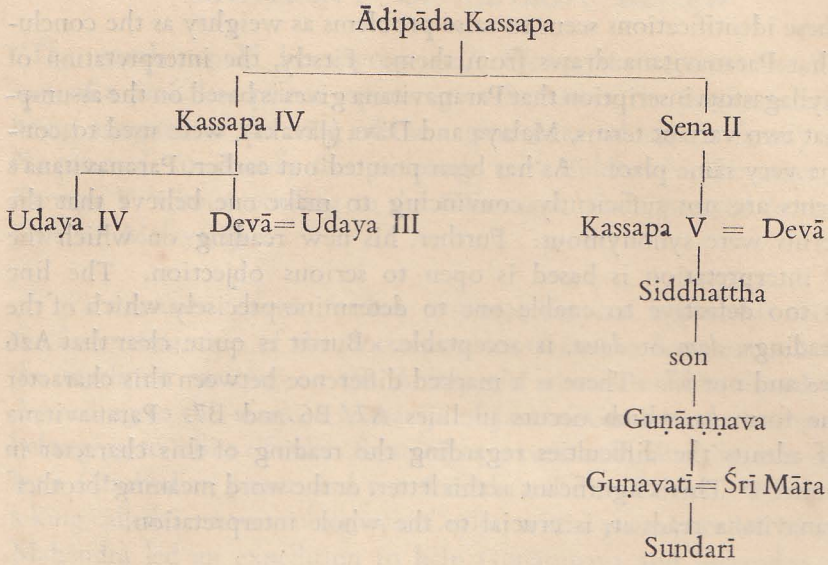 Ādipāda Kassapa
Kassapa IV Sena II
Udaya IV Devā=Udaya III Kassapa V = Devā
Siddhattha
son
Guṇārṇṇava
Guṇavatī=Śrī Māra
Sundarī